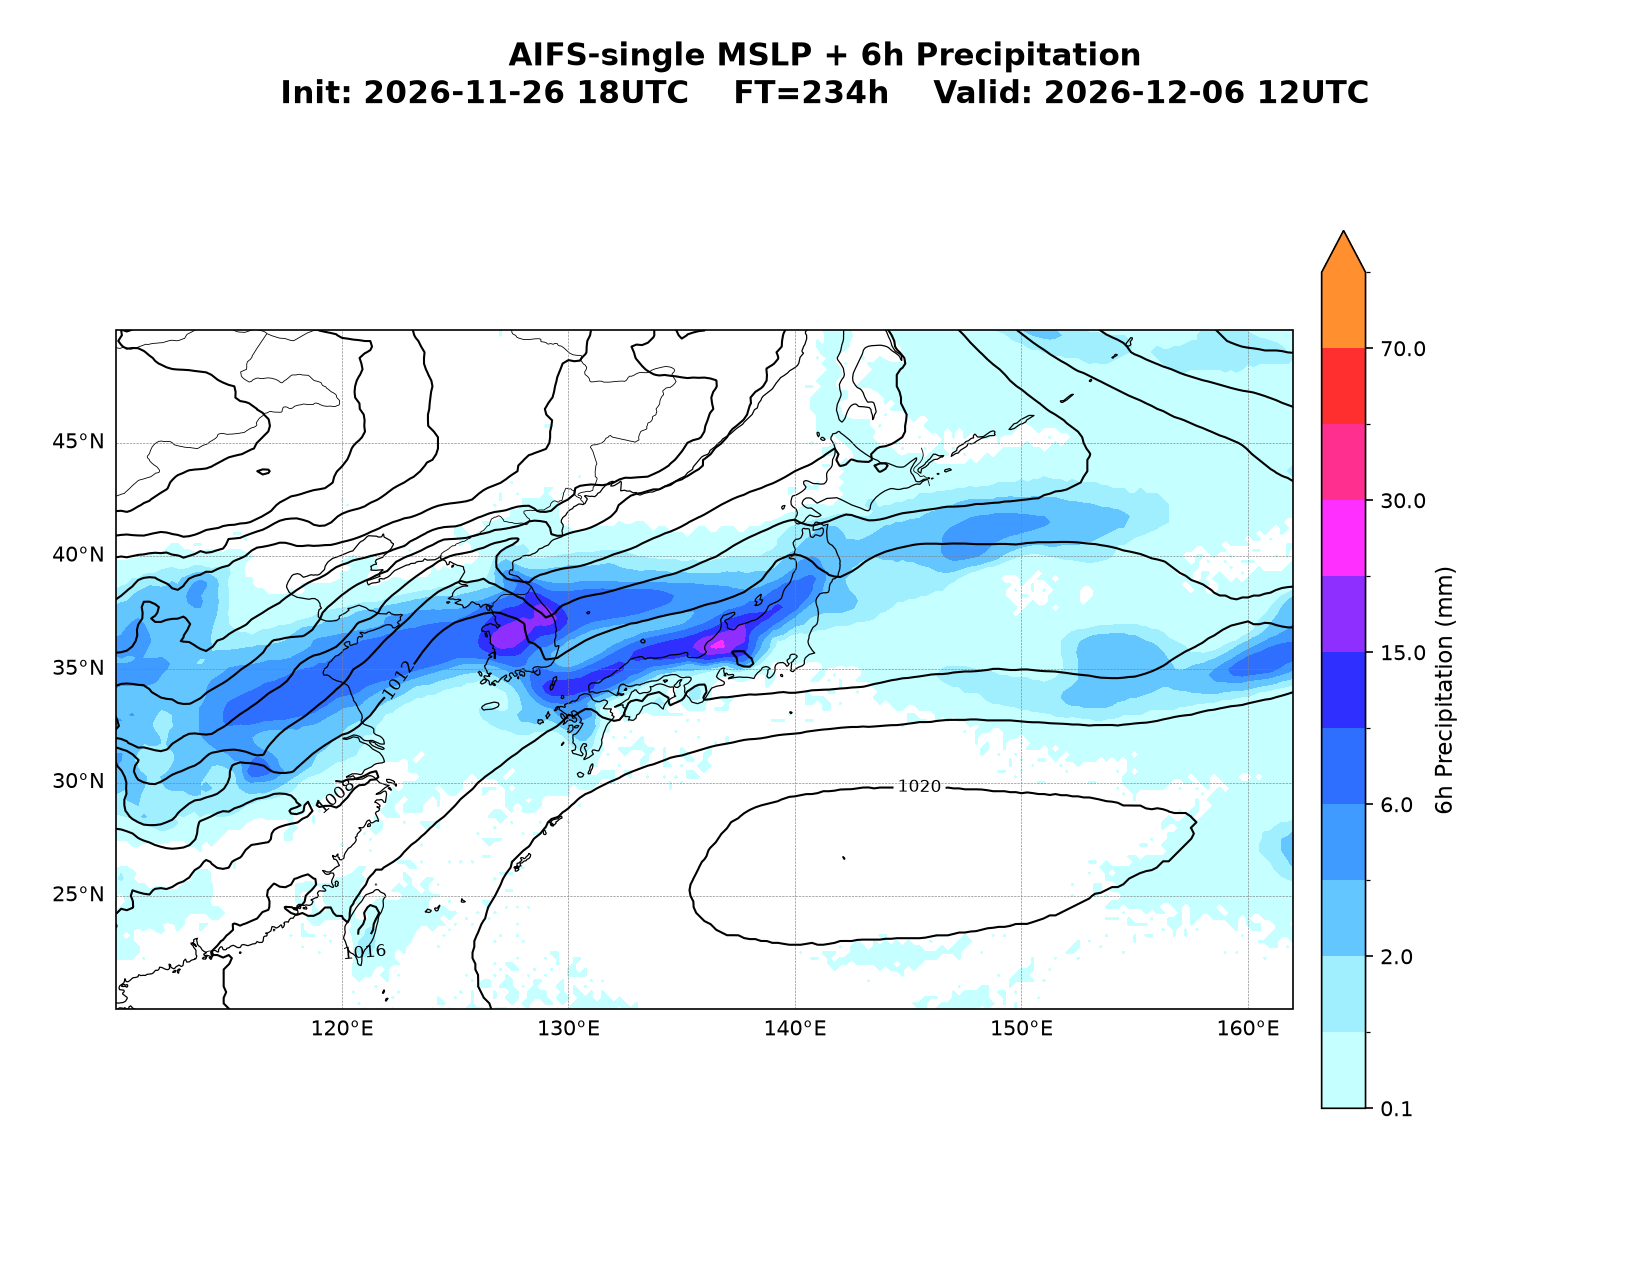 AIFS-single MSLP + 6h Precipitation
Init: 2026-11-26 18UTC    FT=234h    Valid: 2026-12-06 12UTC
45°N
40°N
35°N
30°N
25°N
120°E
130°E
140°E
150°E
160°E
1012
1008
1020
1016
70.0
30.0
15.0
6.0
2.0
0.1
6h Precipitation (mm)